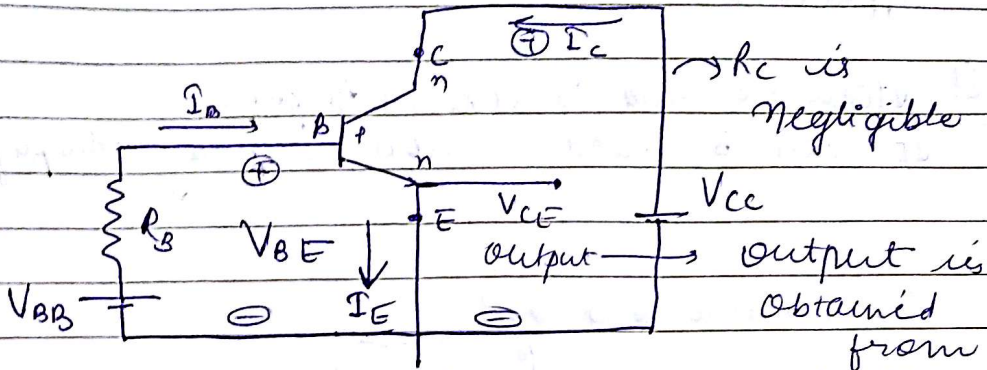 ⊕ I_C
C
n
→ R_C is
Negligible
I_B
B
P
⊕
n
E
V_CE
V_CC
R_B
V_BE
Output → output is
V_BB
⊖
I_E
⊖
obtained
from